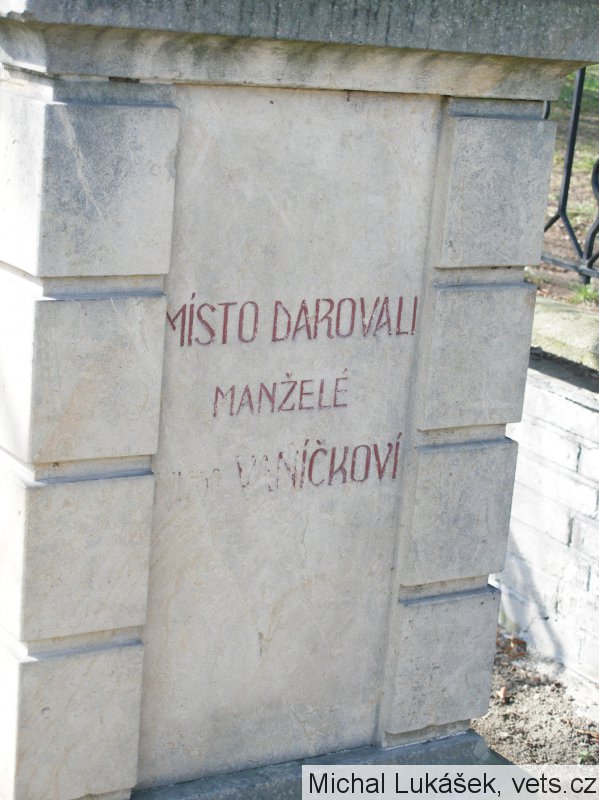 MÍSTO DAROVALI
MANŽELÉ
VANÍČKOVÍ
Michal Lukášek, vets.cz